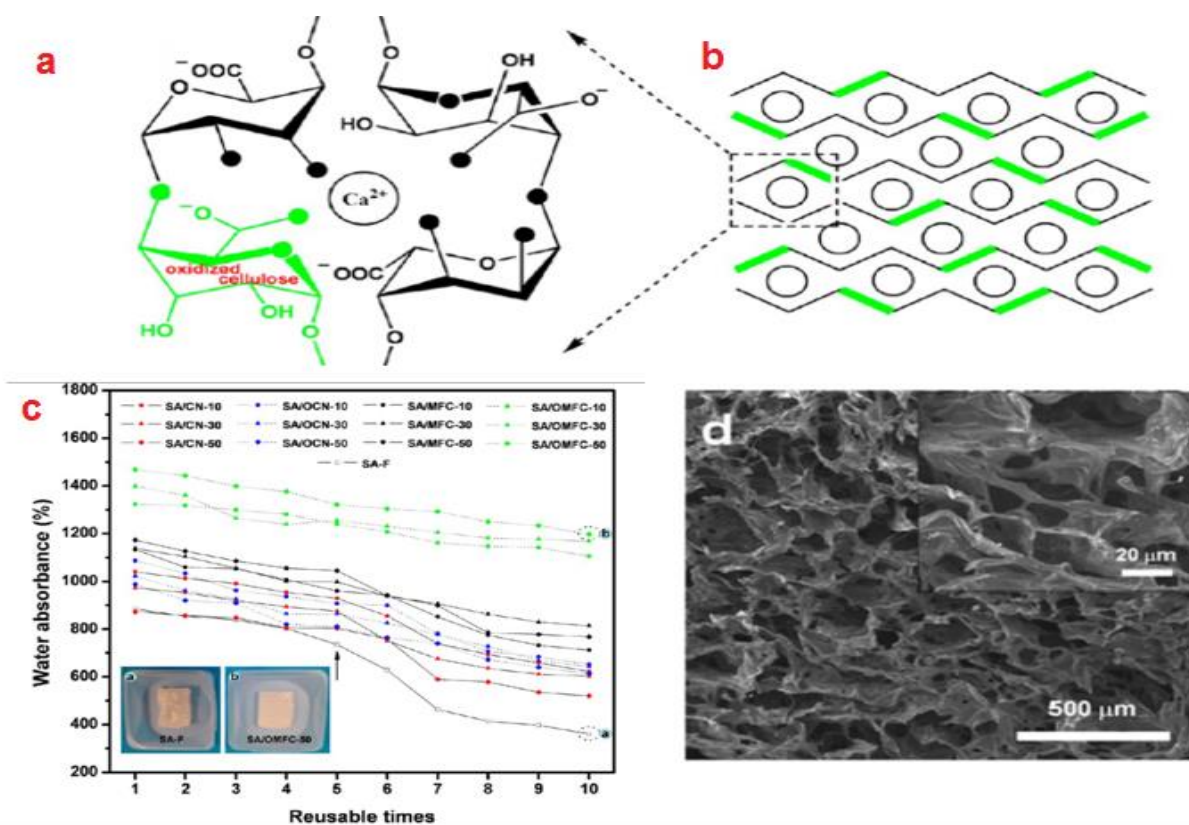 a
O
O
OH
⁻OOC
O
O
O⁻
HO
O
Ca²⁺
⁻O
oxidized
cellulose
⁻OOC
O
O
HO
OH
O
O
b
c
1800
1600
1400
1200
1000
800
600
400
200
Water absorbance (%)
SA/CN-10 SA/OCN-10 SA/MFC-10 SA/OMFC-10
SA/CN-30 SA/OCN-30 SA/MFC-30 SA/OMFC-30
SA/CN-50 SA/OCN-50 SA/MFC-50 SA/OMFC-50
SA-F
b
a
a
SA-F
b
SA/OMFC-50
1 2 3 4 5 6 7 8 9 10
Reusable times
d
20 μm
500 μm